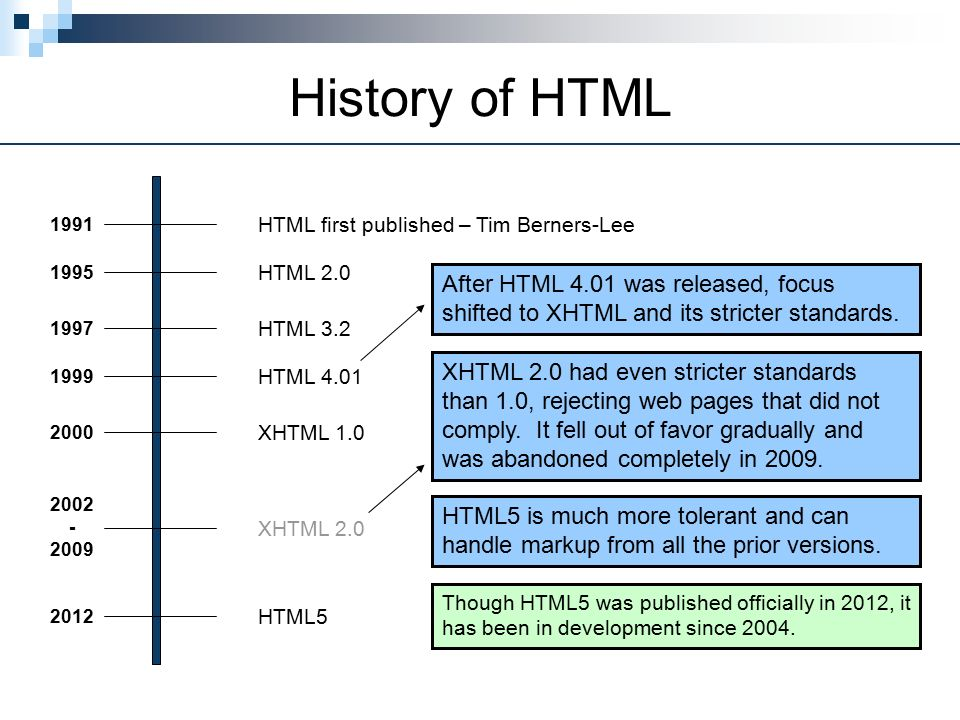 History of HTML
1991
HTML first published – Tim Berners-Lee
1995
HTML 2.0
After HTML 4.01 was released, focus
shifted to XHTML and its stricter standards.
1997
HTML 3.2
1999
HTML 4.01
XHTML 2.0 had even stricter standards
than 1.0, rejecting web pages that did not
comply.  It fell out of favor gradually and
was abandoned completely in 2009.
2000
XHTML 1.0
2002
-
2009
XHTML 2.0
HTML5 is much more tolerant and can
handle markup from all the prior versions.
2012
HTML5
Though HTML5 was published officially in 2012, it
has been in development since 2004.